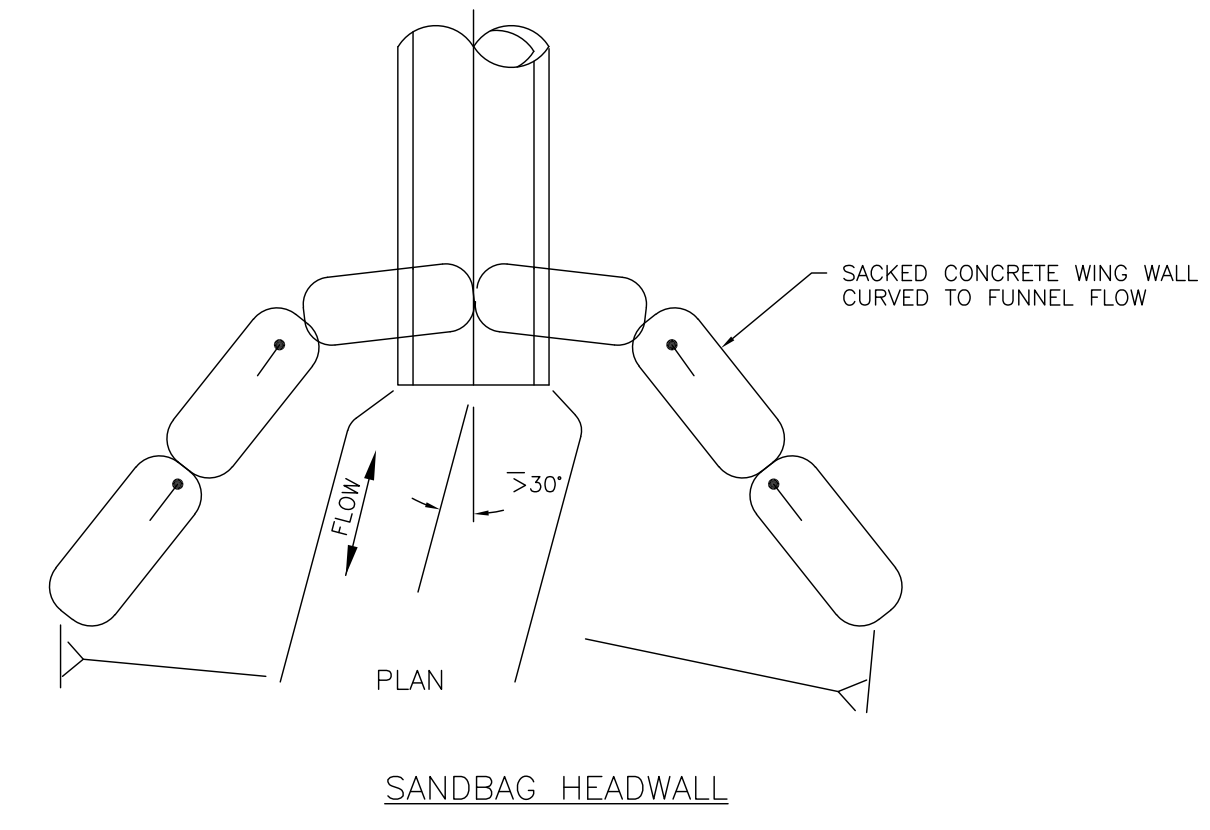 SACKED CONCRETE WING WALL
CURVED TO FUNNEL FLOW
FLOW
>30°
PLAN
SANDBAG HEADWALL